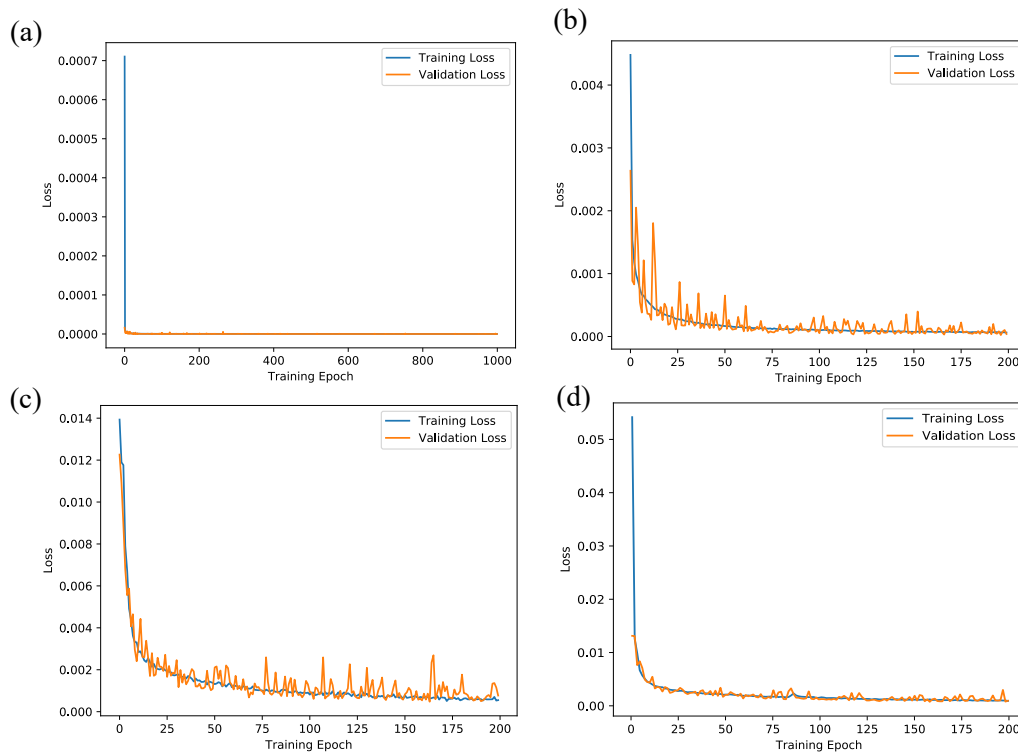 (a)
0.0007
0.0006
0.0005
0.0004
0.0003
0.0002
0.0001
0.0000
Loss
0 200 400 600 800 1000
Training Epoch
Training Loss
Validation Loss
(b)
0.004
0.003
0.002
0.001
0.000
Loss
0 25 50 75 100 125 150 175 200
Training Epoch
Training Loss
Validation Loss
(c)
0.014
0.012
0.010
0.008
0.006
0.004
0.002
0.000
Loss
0 25 50 75 100 125 150 175 200
Training Epoch
Training Loss
Validation Loss
(d)
0.05
0.04
0.03
0.02
0.01
0.00
Loss
0 25 50 75 100 125 150 175 200
Training Epoch
Training Loss
Validation Loss